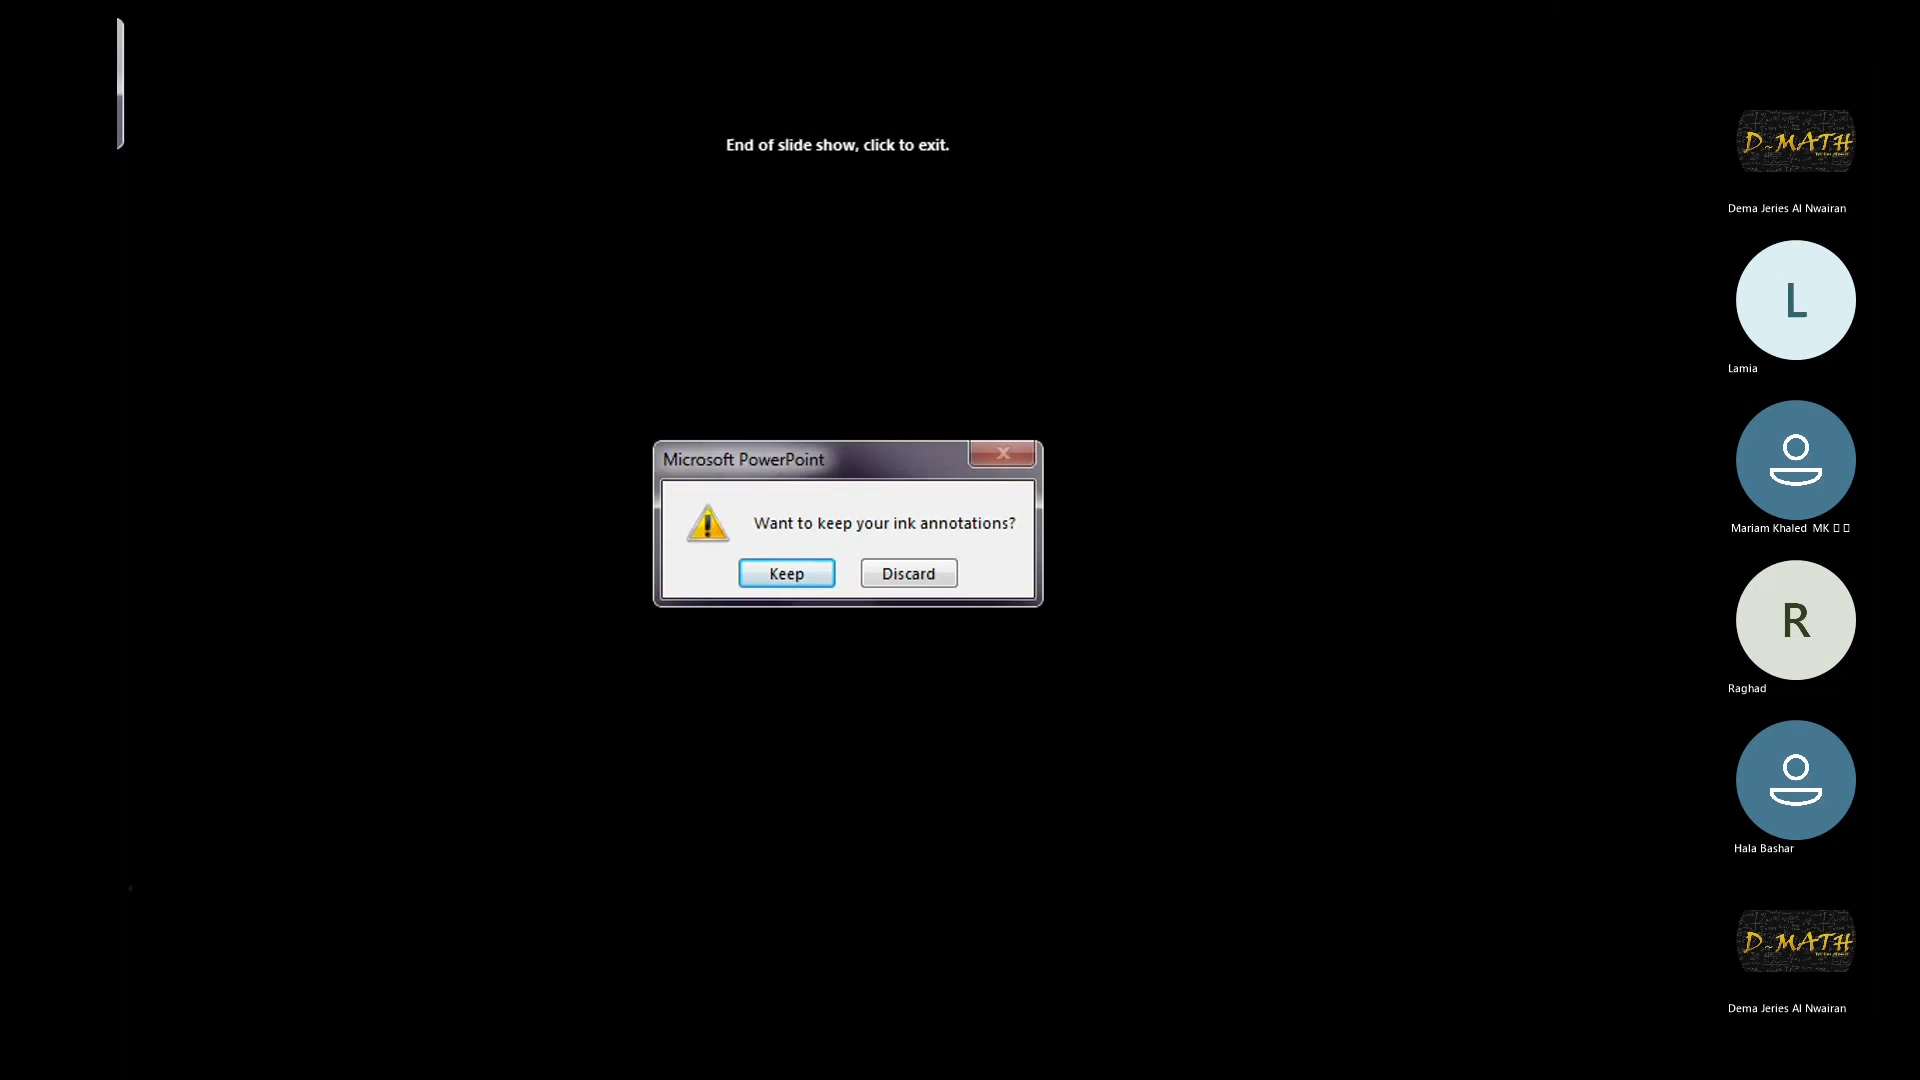 End of slide show, click to exit.
Microsoft PowerPoint
Want to keep your ink annotations?
Keep
Discard
D~MATH
Dema Jeries Al Nwairan
L
Lamia
Mariam Khaled MK
R
Raghad
Hala Bashar
D~MATH
Dema Jeries Al Nwairan